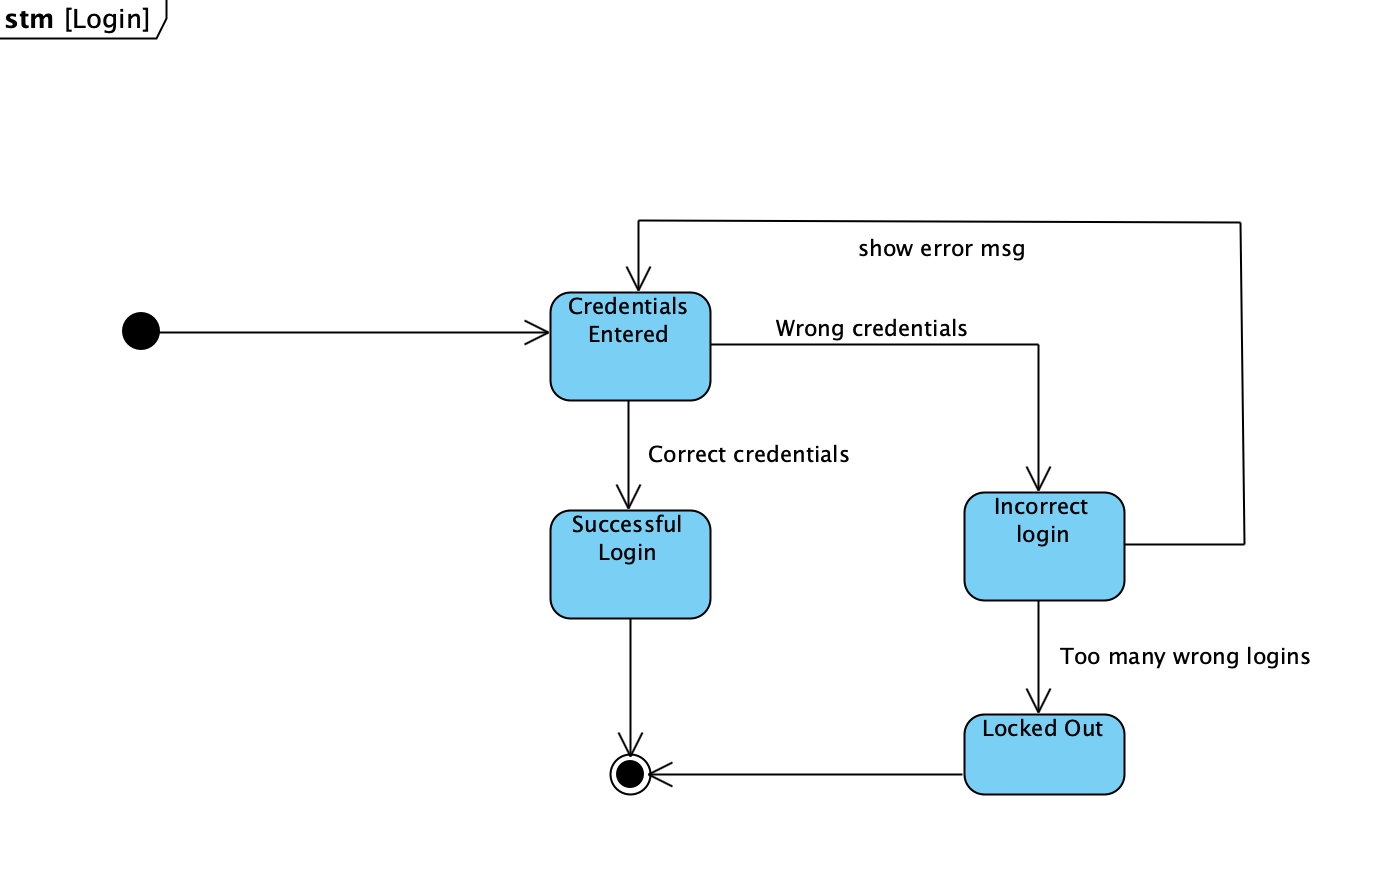 stm [Login]
show error msg
Credentials
Entered
Wrong credentials
Correct credentials
Successful
Login
Incorrect
login
Too many wrong logins
Locked Out